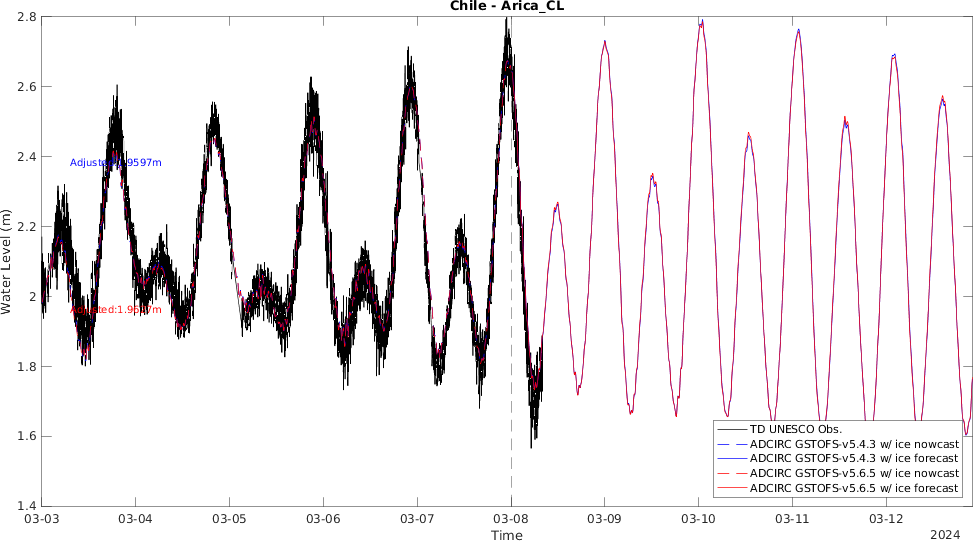 Chile - Arica_CL
2.8
2.6
2.4
2.2
2
1.8
1.6
1.4
Water Level (m)
03-03
03-04
03-05
03-06
03-07
03-08
03-09
03-10
03-11
03-12
Time
2024
TD UNESCO Obs.
ADCIRC GSTOFS-v5.4.3 w/ ice nowcast
ADCIRC GSTOFS-v5.4.3 w/ ice forecast
ADCIRC GSTOFS-v5.6.5 w/ ice nowcast
ADCIRC GSTOFS-v5.6.5 w/ ice forecast